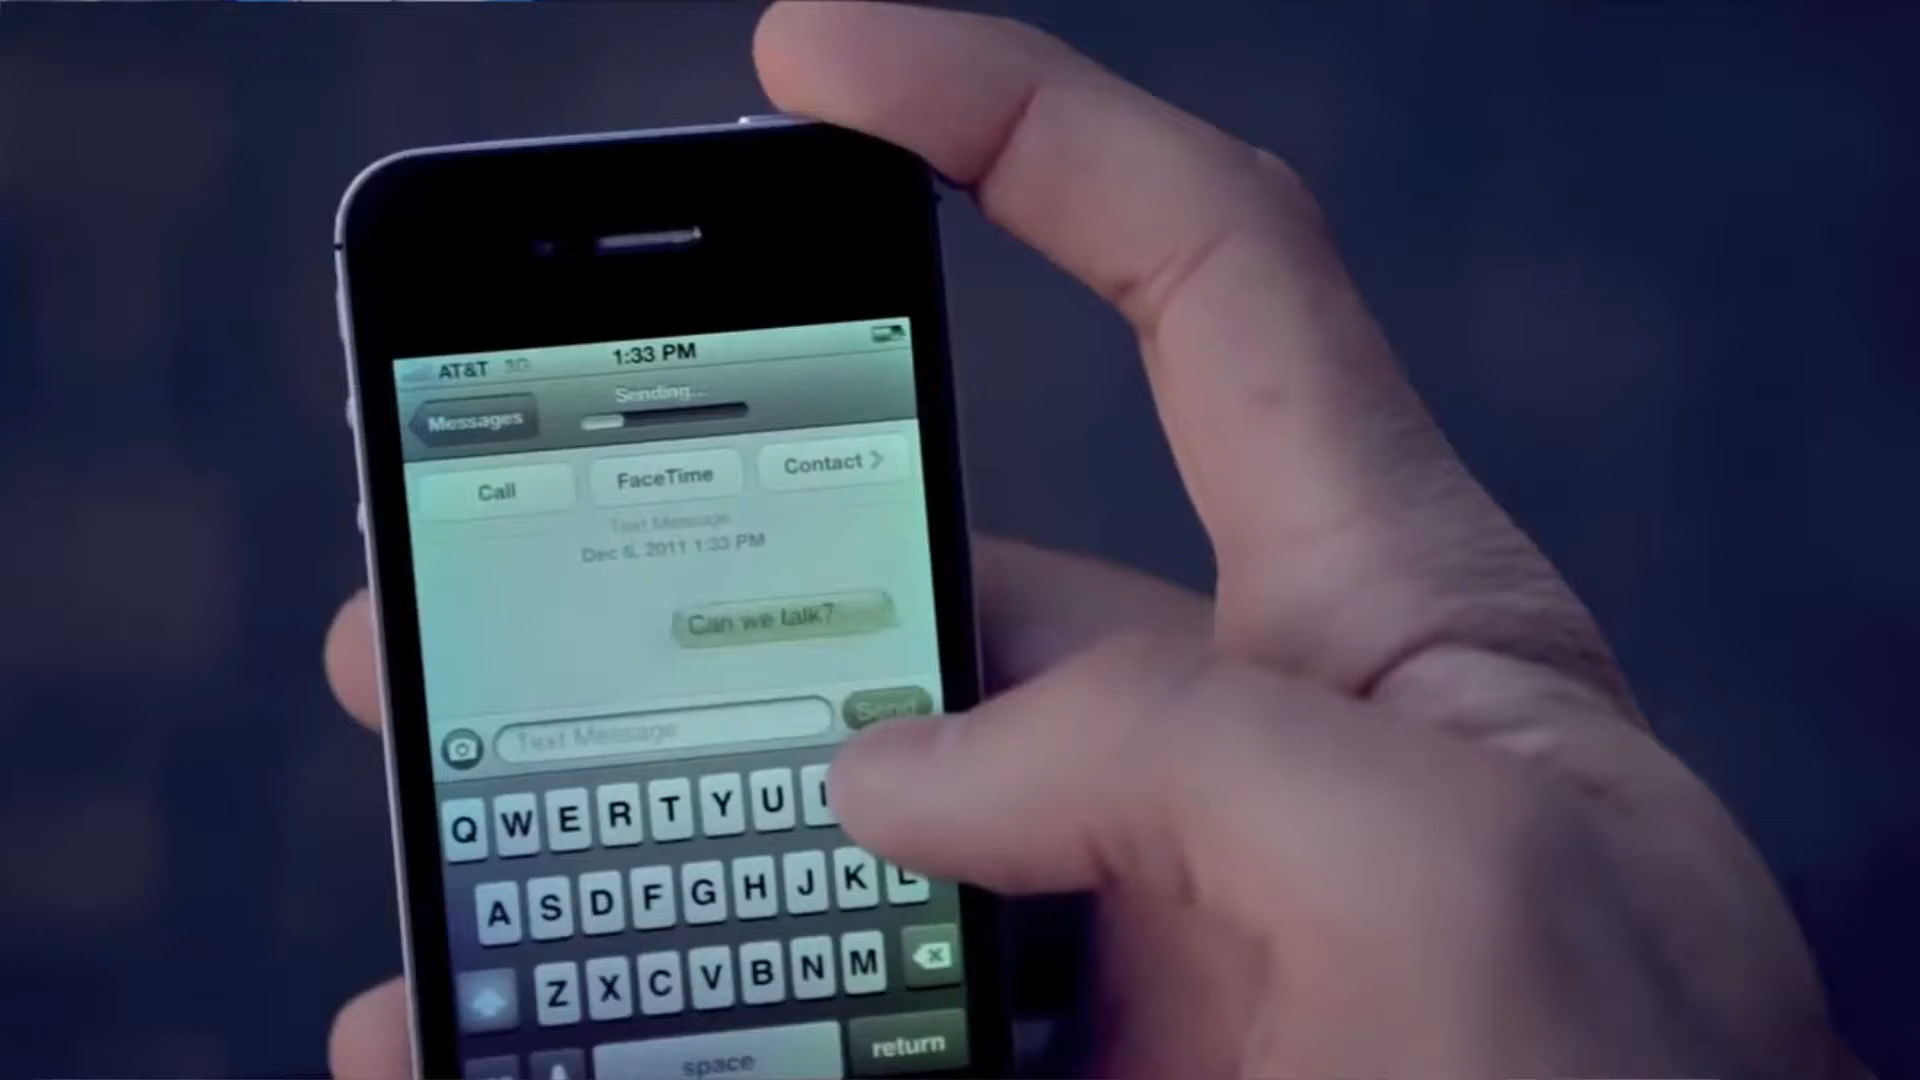 AT&T 3G 1:33 PM
Messages Sending...
Call FaceTime Contact
Text Message
Dec 6, 2011 1:33 PM
Can we talk?
Text Message Send
Q W E R T Y U I
A S D F G H J K L
Z X C V B N M
space return